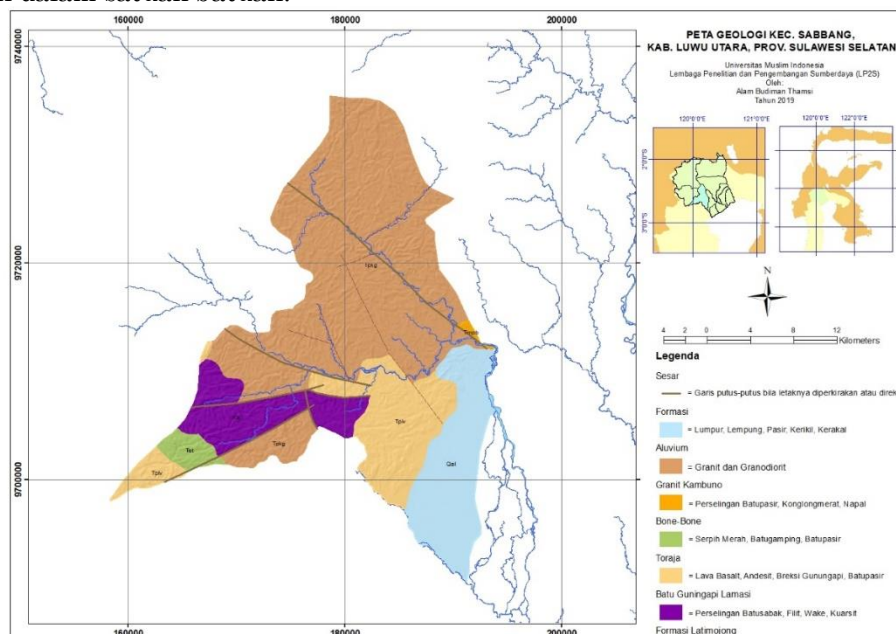 160000 180000 200000
9740000
9720000
9700000
Tpkg
Tplv
Qal
Tpkg
Tplv
160000 180000 200000
PETA GEOLOGI KEC. SABBANG,
KAB. LUWU UTARA, PROV. SULAWESI SELATAN
Universitas Muslim Indonesia
Lembaga Penelitian dan Pengembangan Sumberdaya (LP2S)
Oleh:
Alam Budiman Thamsi
Tahun 2019
120°0'0"E 121°0'0"E
120°0'0"E 122°0'0"E
N
4 2 0 4 8 12
Kilometers
Legenda
Sesar
= Garis putus-putus bila letaknya diperkirakan atau direk
Formasi
= Lumpur, Lempung, Pasir, Kerikil, Kerakal
Aluvium
= Granit dan Granodiorit
Granit Kambuno
= Perselingan Batupasir, Konglongmerat, Napal
Bone-Bone
= Serpih Merah, Batugamping, Batupasir
Toraja
= Lava Basalt, Andesit, Breksi Gunungapi, Batupasir
Batu Guningapi Lamasi
= Perselingan Batusabak, Filit, Wake, Kuarsit
Formasi Latimojong